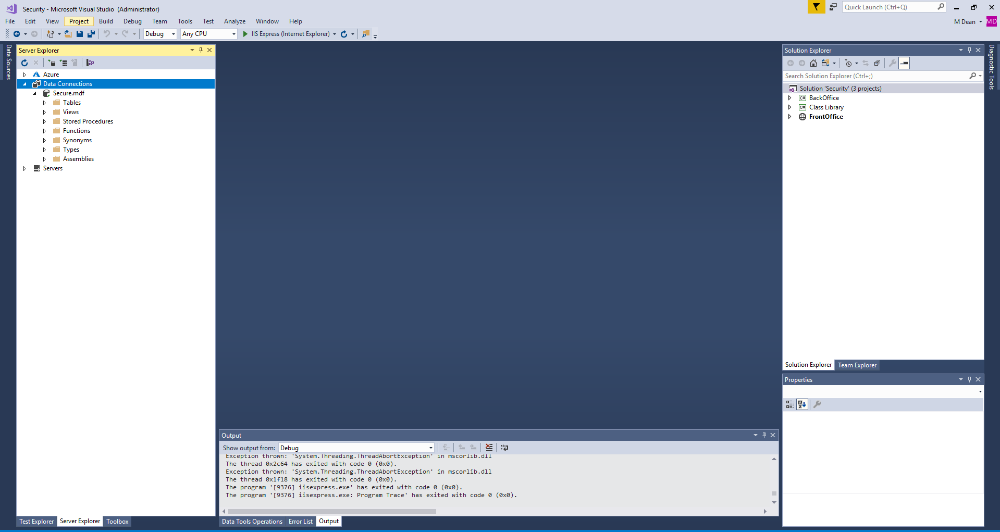 Security - Microsoft Visual Studio (Administrator)
Quick Launch (Ctrl+Q)
File Edit View Project Build Debug Team Tools Test Analyze Window Help
M Dean MD
Debug Any CPU IIS Express (Internet Explorer)
Data Sources
Server Explorer
Azure
Data Connections
Secure.mdf
Tables
Views
Stored Procedures
Functions
Synonyms
Types
Assemblies
Servers
Test Explorer Server Explorer Toolbox
Output
Show output from: Debug
Exception thrown: 'System.Threading.ThreadAbortException' in mscorlib.dll
The thread 0x2c64 has exited with code 0 (0x0).
Exception thrown: 'System.Threading.ThreadAbortException' in mscorlib.dll
The thread 0x1f18 has exited with code 0 (0x0).
The program '[9376] iisexpress.exe' has exited with code 0 (0x0).
The program '[9376] iisexpress.exe: Program Trace' has exited with code 0 (0x0).
Data Tools Operations Error List Output
Solution Explorer
Search Solution Explorer (Ctrl+;)
Solution 'Security' (3 projects)
C# BackOffice
C# Class Library
FrontOffice
Solution Explorer Team Explorer
Properties
Diagnostic Tools